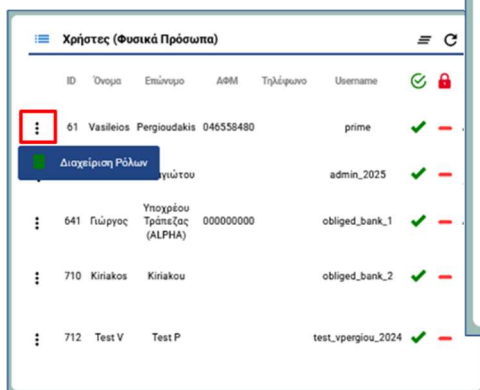 Χρήστες (Φυσικά Πρόσωπα)
ID Όνομα Επώνυμο ΑΦΜ Τηλέφωνο Username
61 Vasileios Pergioudakis 046558480 prime
Διαχείριση Ρόλων
admin_2025
641 Γιώργος Υποχρέου Τράπεζας (ALPHA) 000000000 obliged_bank_1
710 Kiriakos Kiriakou obliged_bank_2
712 Test V Test P test_vpergiou_2024